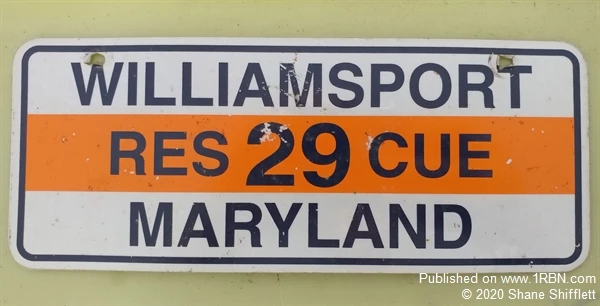 WILLIAMSPORT
RES 29 CUE
MARYLAND
Published on www.1RBN.com
© 2020 Shane Shifflett